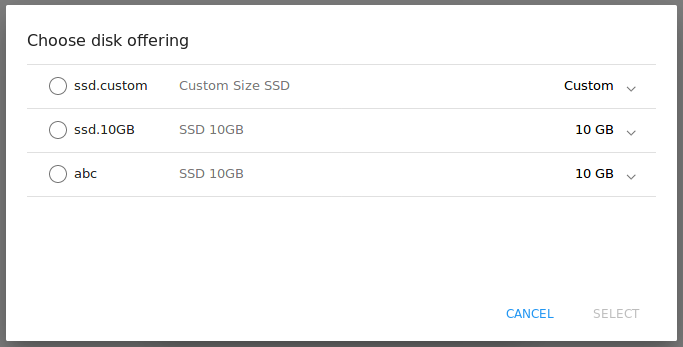 Choose disk offering
ssd.custom Custom Size SSD Custom
ssd.10GB SSD 10GB 10 GB
abc SSD 10GB 10 GB
CANCEL SELECT